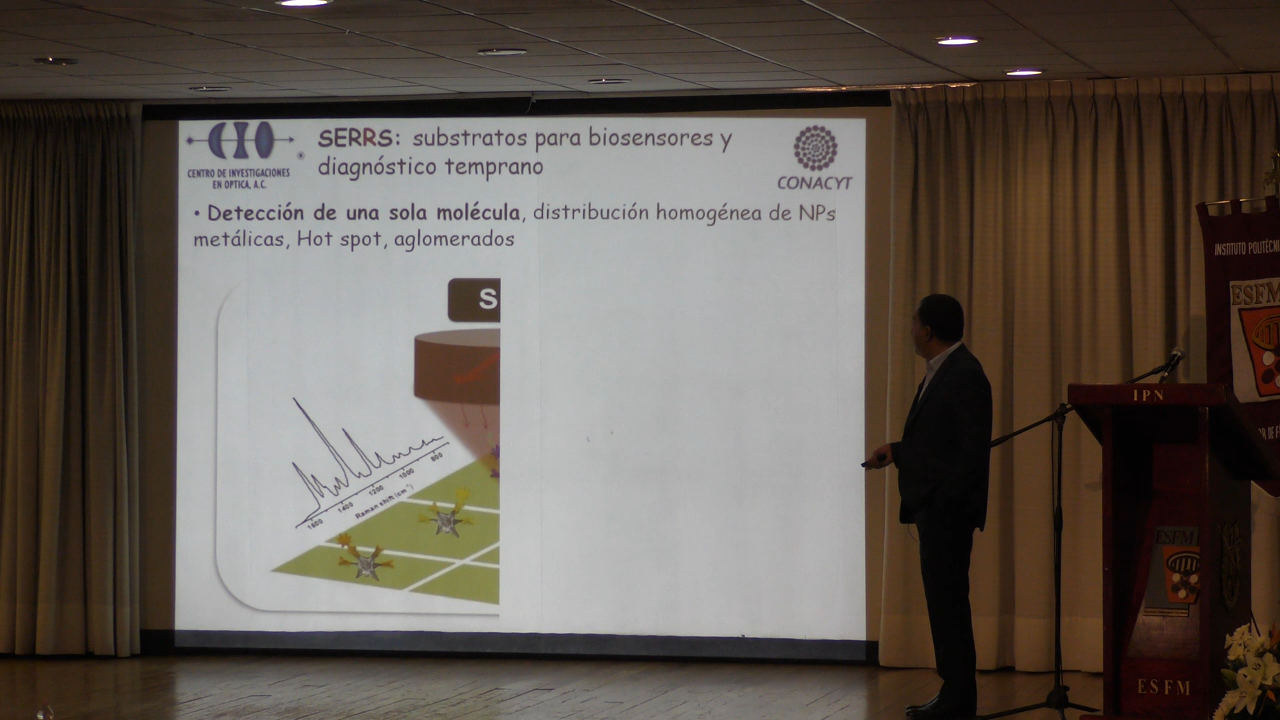 CIO
CENTRO DE INVESTIGACIONES
EN OPTICA, A.C.
SERRS: substratos para biosensores y
diagnóstico temprano
CONACYT
• Detección de una sola molécula, distribución homogénea de NPs
metálicas, Hot spot, aglomerados
S
1600 1400 1200 1000 800
Raman shift (cm⁻¹)
INSTITUTO POLITÉCN
ESFM
IPN
ESFM
ESFM